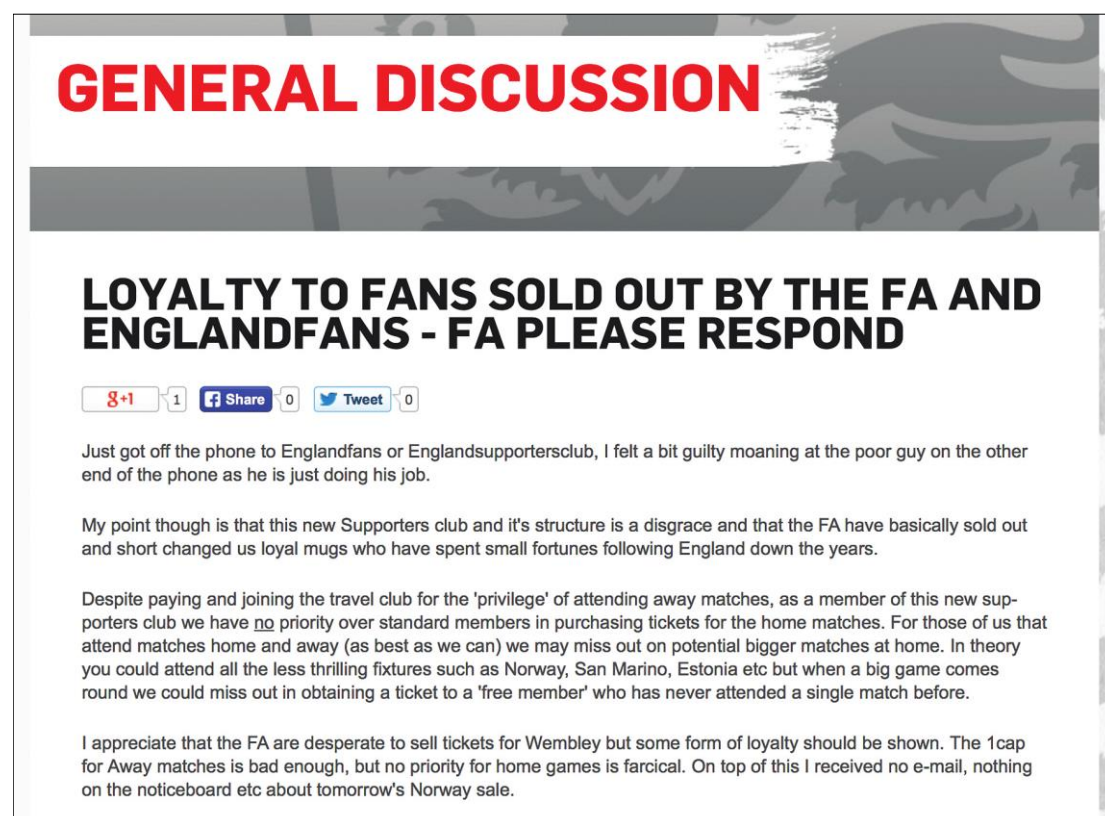 GENERAL DISCUSSION
LOYALTY TO FANS SOLD OUT BY THE FA AND
ENGLANDFANS - FA PLEASE RESPOND
g+1 1 Share 0 Tweet 0
Just got off the phone to Englandfans or Englandsupportersclub, I felt a bit guilty moaning at the poor guy on the other
end of the phone as he is just doing his job.
My point though is that this new Supporters club and it's structure is a disgrace and that the FA have basically sold out
and short changed us loyal mugs who have spent small fortunes following England down the years.
Despite paying and joining the travel club for the 'privilege' of attending away matches, as a member of this new sup-
porters club we have no priority over standard members in purchasing tickets for the home matches. For those of us that
attend matches home and away (as best as we can) we may miss out on potential bigger matches at home. In theory
you could attend all the less thrilling fixtures such as Norway, San Marino, Estonia etc but when a big game comes
round we could miss out in obtaining a ticket to a 'free member' who has never attended a single match before.
I appreciate that the FA are desperate to sell tickets for Wembley but some form of loyalty should be shown. The 1cap
for Away matches is bad enough, but no priority for home games is farcical. On top of this I received no e-mail, nothing
on the noticeboard etc about tomorrow's Norway sale.